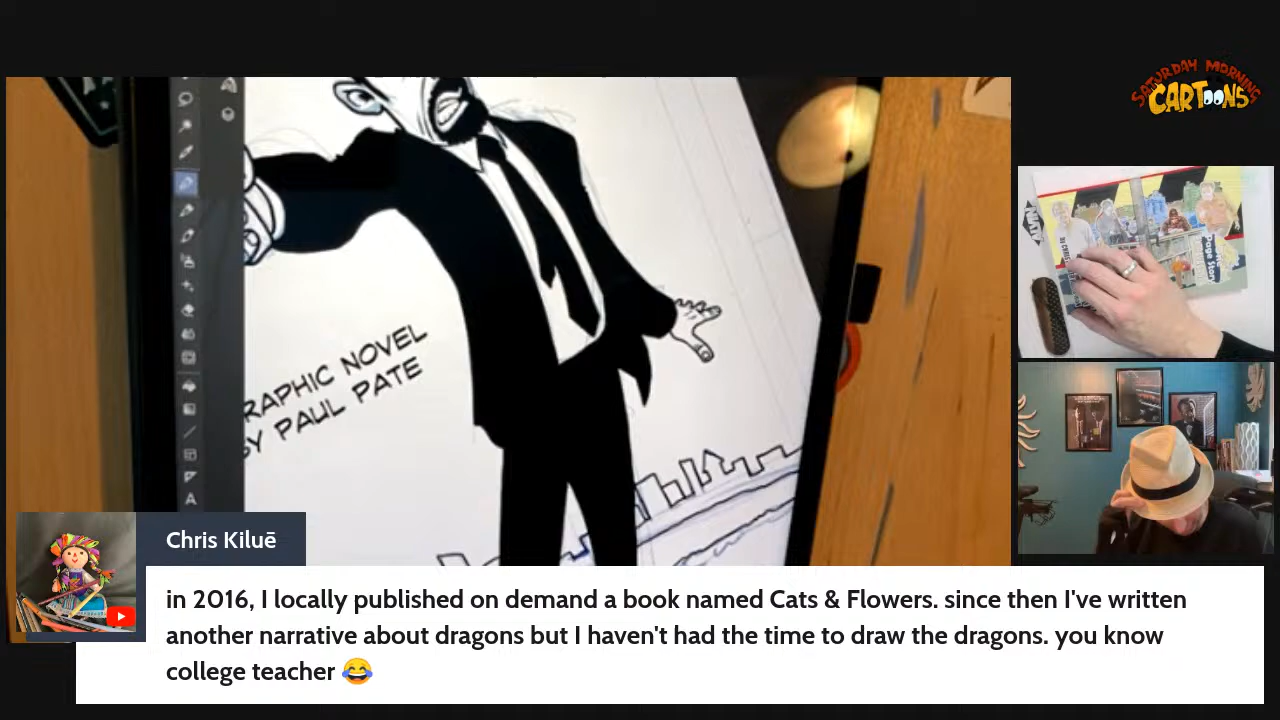 SATURDAY MORNING
CARTOONS
RAPHIC NOVEL
BY PAUL PATE
A
Page Story
Chris Kiluē
in 2016, I locally published on demand a book named Cats & Flowers. since then I've written
another narrative about dragons but I haven't had the time to draw the dragons. you know
college teacher 😂